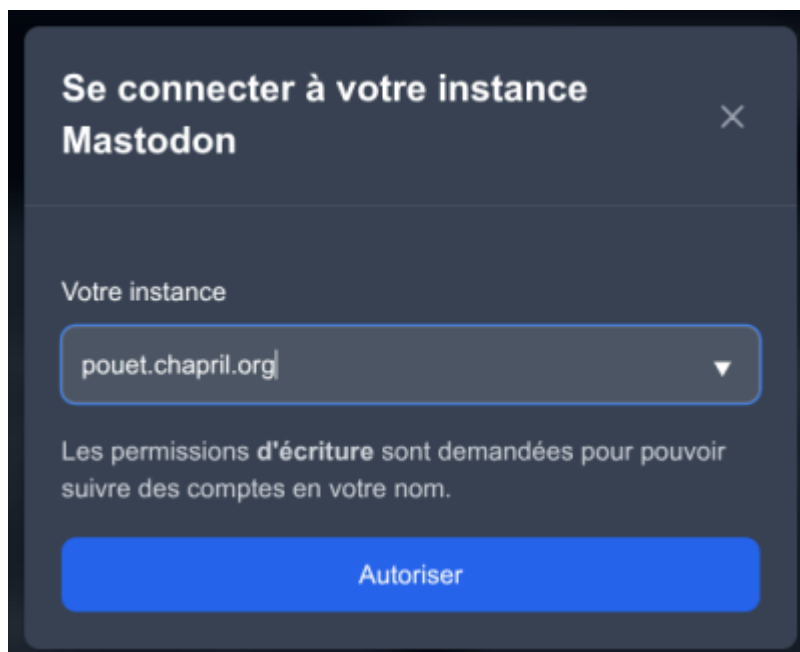 Se connecter à votre instance
Mastodon
Votre instance
pouet.chapril.org
Les permissions d'écriture sont demandées pour pouvoir
suivre des comptes en votre nom.
Autoriser